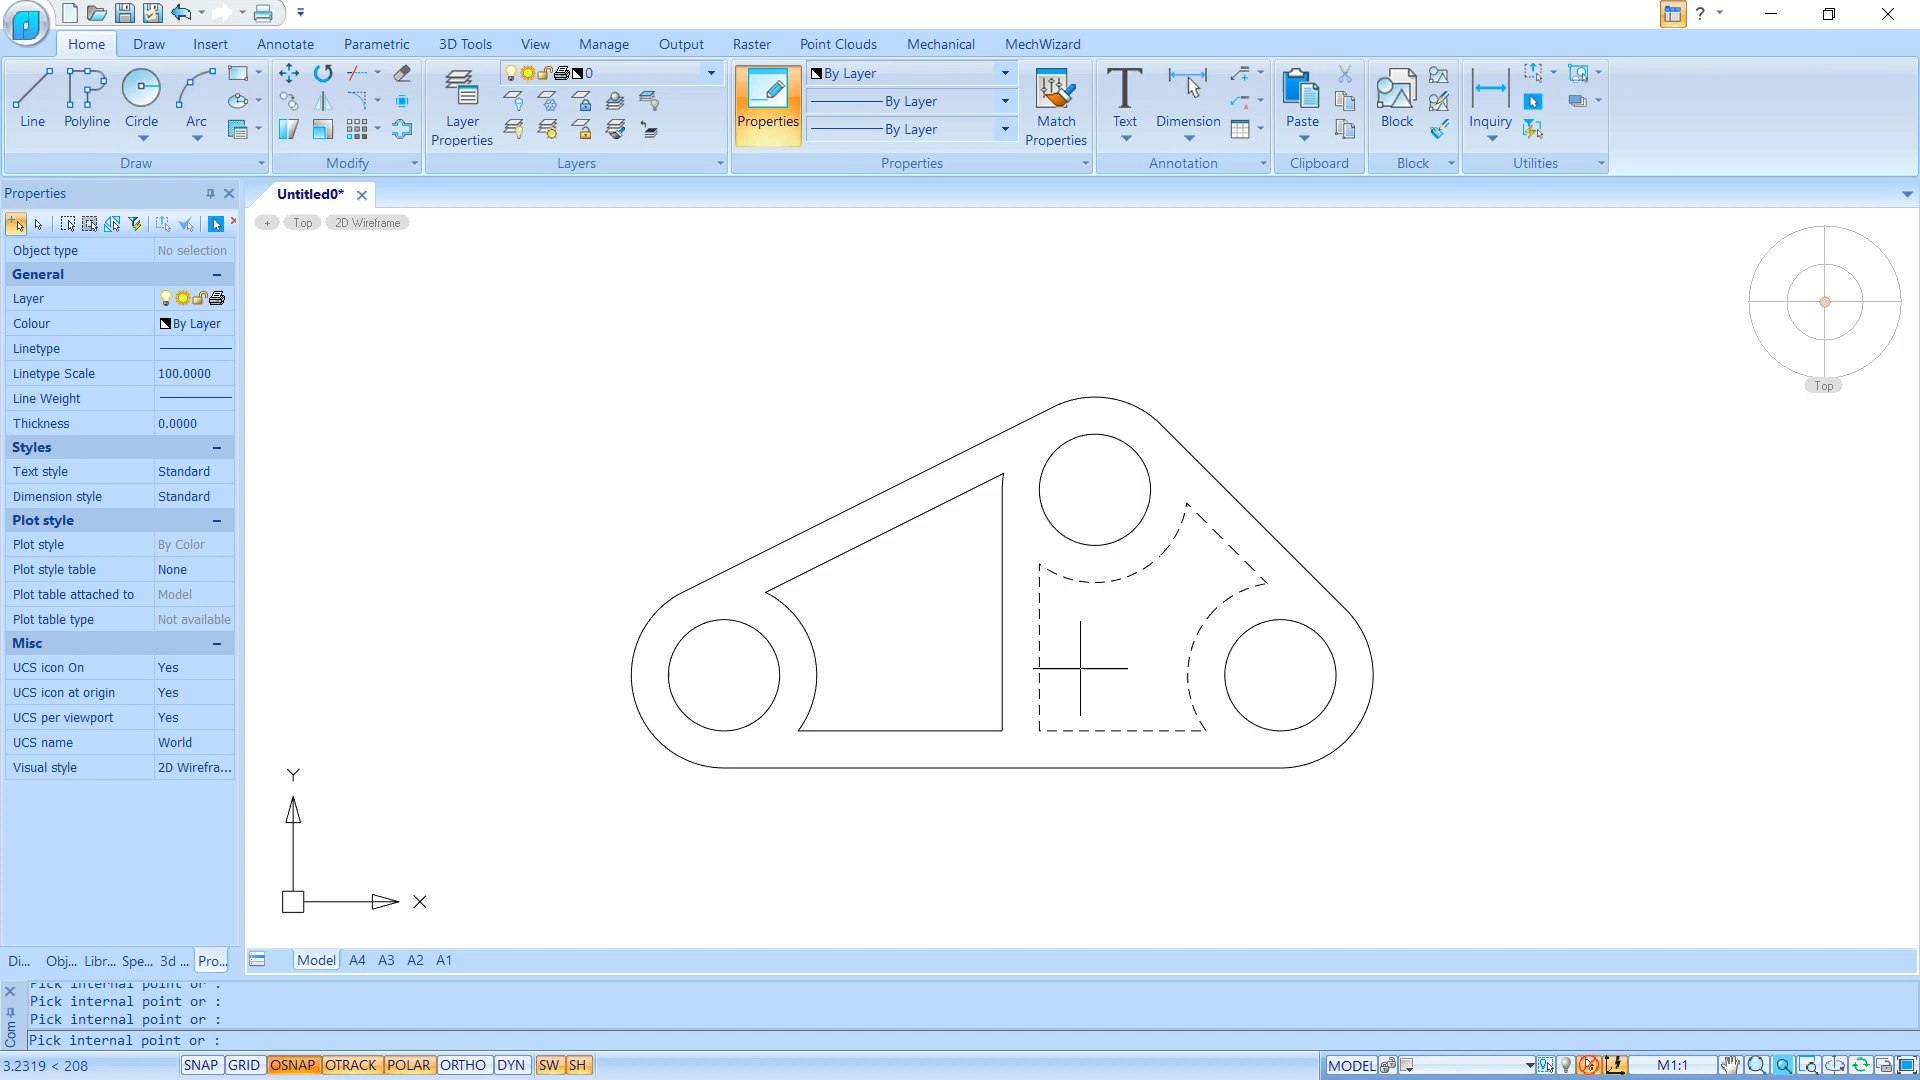 Home Draw Insert Annotate Parametric 3D Tools View Manage Output Raster Point Clouds Mechanical MechWizard
?
Line Polyline Circle Arc
Draw
Modify
Layer Properties
0
Layers
Properties
By Layer
By Layer
By Layer
Match Properties
Properties
Text Dimension
Annotation
Paste
Clipboard
Block
Block
Inquiry
Utilities
Properties
Object type No selection
General
Layer
Colour By Layer
Linetype
Linetype Scale 100.0000
Line Weight
Thickness 0.0000
Styles
Text style Standard
Dimension style Standard
Plot style
Plot style By Color
Plot style table None
Plot table attached to Model
Plot table type Not available
Misc
UCS icon On Yes
UCS icon at origin Yes
UCS per viewport Yes
UCS name World
Visual style 2D Wirefra...
Di... Obj... Libr... Spe... 3d ... Pro...
Untitled0*
+ Top 2D Wireframe
Top
Y
X
Model A4 A3 A2 A1
Com
Pick internal point or :
Pick internal point or :
Pick internal point or :
Pick internal point or :
3.2319 < 208 SNAP GRID OSNAP OTRACK POLAR ORTHO DYN SW SH MODEL M1:1